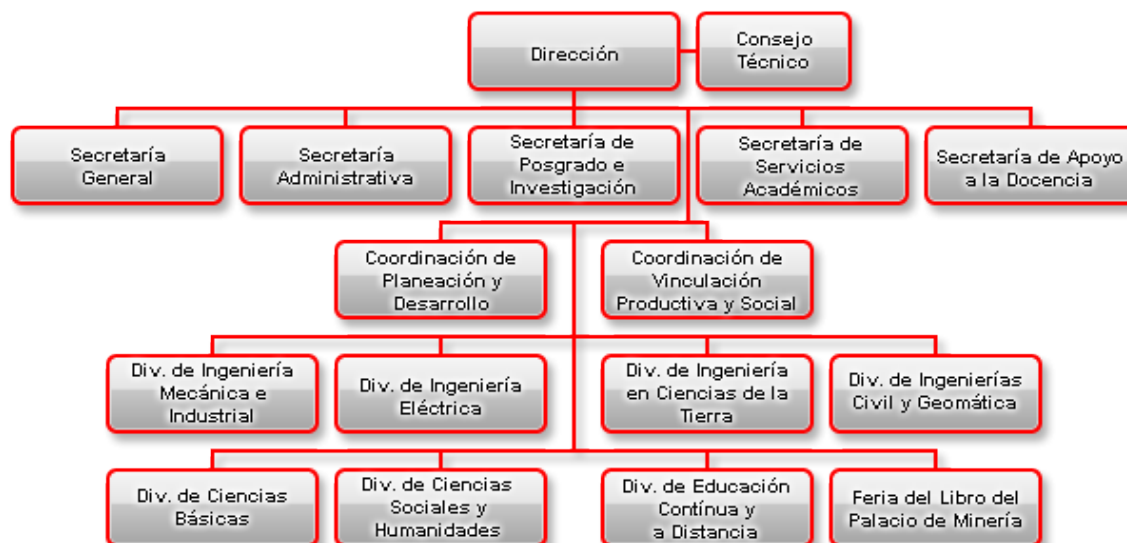 Dirección
Consejo
Técnico
Secretaría
General
Secretaría
Administrativa
Secretaría de
Posgrado e
Investigación
Secretaría de
Servicios
Académicos
Secretaría de Apoyo
a la Docencia
Coordinación de
Planeación y
Desarrollo
Coordinación de
Vinculación
Productiva y Social
Div. de Ingeniería
Mecánica e
Industrial
Div. de Ingeniería
Eléctrica
Div. de Ingeniería
en Ciencias de la
Tierra
Div. de Ingenierías
Civil y Geomática
Div. de Ciencias
Básicas
Div. de Ciencias
Sociales y
Humanidades
Div. de Educación
Contínua y
a Distancia
Feria del Libro del
Palacio de Minería